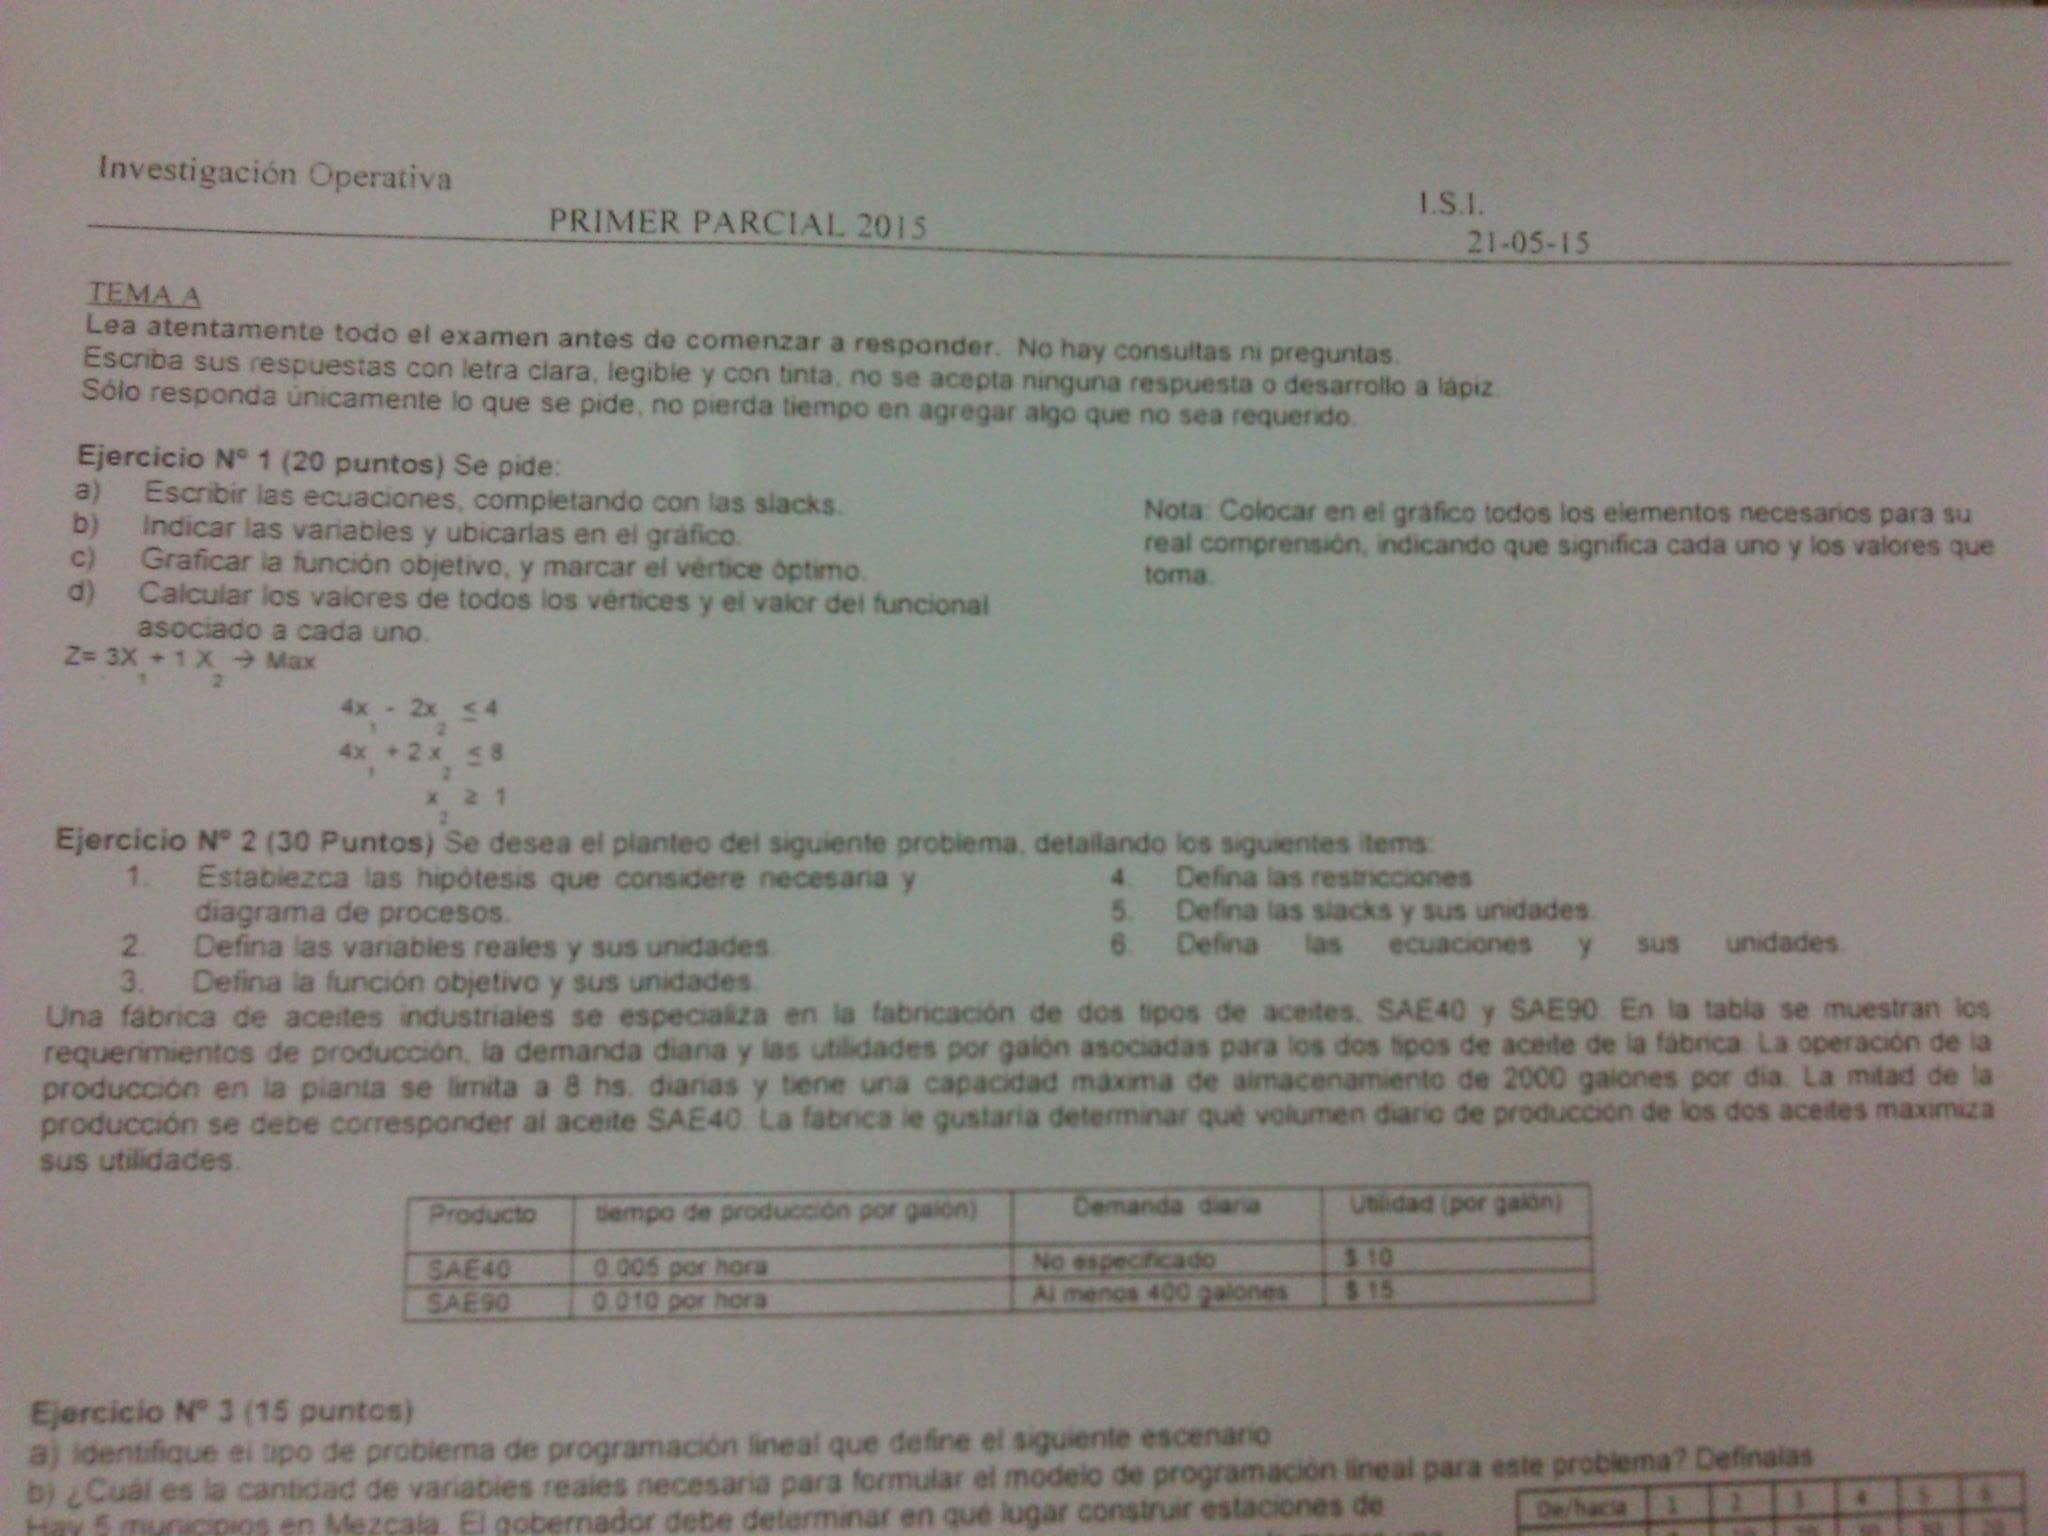 Investigación Operativa
I.S.I.
PRIMER PARCIAL 2015
21-05-15
TEMA A
Lea atentamente todo el examen antes de comenzar a responder. No hay consultas ni preguntas.
Escriba sus respuestas con letra clara, legible y con tinta, no se acepta ninguna respuesta o desarrollo a lápiz.
Sólo responda únicamente lo que se pide, no pierda tiempo en agregar algo que no sea requerido.
Ejercicio Nº 1 (20 puntos) Se pide:
a) Escribir las ecuaciones, completando con las slacks.
b) Indicar las variables y ubicarlas en el gráfico.
c) Graficar la función objetivo, y marcar el vértice óptimo.
d) Calcular los valores de todos los vértices y el valor del funcional
asociado a cada uno.
Nota: Colocar en el gráfico todos los elementos necesarios para su
real comprensión, indicando que significa cada uno y los valores que
toma.
Z= 3X₁ + 1 X₂ → Max
4x₁ - 2x₂ ≤ 4
4x₁ + 2 x₂ ≤ 8
x₂ ≥ 1
Ejercicio Nº 2 (30 Puntos) Se desea el planteo del siguiente problema, detallando los siguientes ítems:
1. Establezca las hipótesis que considere necesaria y
diagrama de procesos.
2. Defina las variables reales y sus unidades.
3. Defina la función objetivo y sus unidades.
4. Defina las restricciones
5. Defina las slacks y sus unidades.
6. Defina las ecuaciones y sus unidades.
Una fábrica de aceites industriales se especializa en la fabricación de dos tipos de aceites, SAE40 y SAE90. En la tabla se muestran los
requerimientos de producción, la demanda diaria y las utilidades por galón asociadas para los dos tipos de aceite de la fábrica. La operación de la
producción en la planta se limita a 8 hs. diarias y tiene una capacidad máxima de almacenamiento de 2000 galones por día. La mitad de la
producción se debe corresponder al aceite SAE40. La fábrica le gustaría determinar qué volumen diario de producción de los dos aceites maximiza
sus utilidades.
Producto tiempo de producción por galón) Demanda diaria Utilidad (por galón)
SAE40 0.005 por hora No especificado $ 10
SAE90 0.010 por hora Al menos 400 galones $ 15
Ejercicio Nº 3 (15 puntos)
a) Identifique el tipo de problema de programación lineal que define el siguiente escenario
b) ¿Cuál es la cantidad de variables reales necesaria para formular el modelo de programación lineal para este problema? Defínalas
Hay 5 municipios en Mezcala. El gobernador debe determinar en qué lugar construir estaciones de
De/hacia 1 2 3 4 5 6